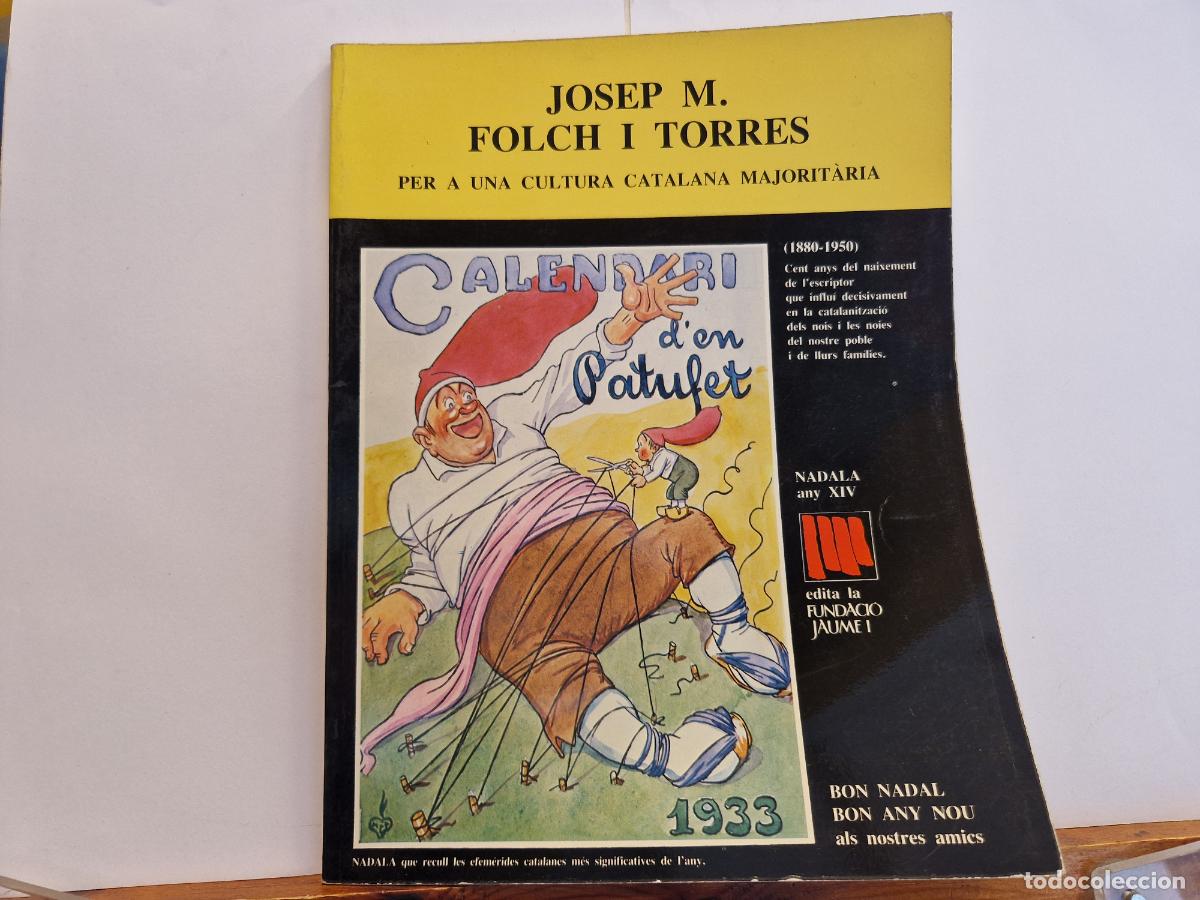 JOSEP M.
FOLCH I TORRES
PER A UNA CULTURA CATALANA MAJORITÀRIA
CALENDARI
d'en
Patufet
1933
(1880-1950)
Cent anys del naixement
de l'escriptor
que influí decisivament
en la catalanització
dels nois i les noies
del nostre poble
i de llurs famílies.
NADALA
any XIV
edita la
FUNDACIÓ
JAUME I
BON NADAL
BON ANY NOU
als nostres amics
NADALA que recull les efemérides catalanes més significatives de l'any.
todocoleccion